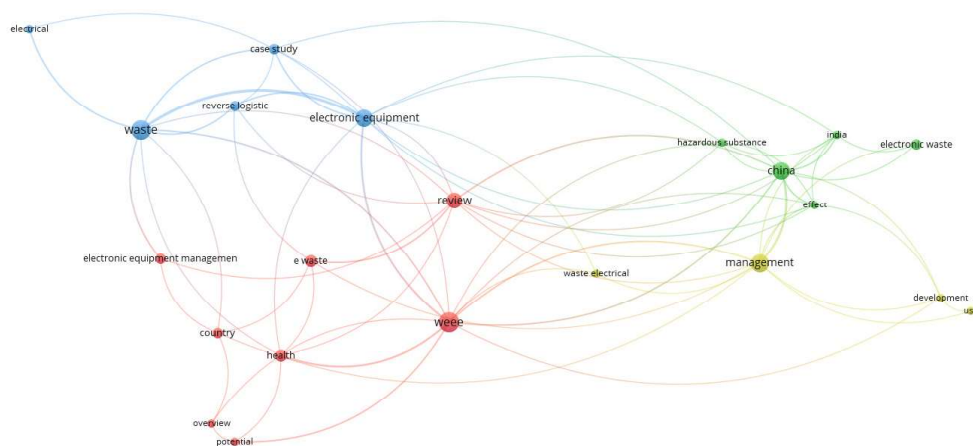 electrical
case study
reverse logistic
electronic equipment
waste
india
hazardous substance
electronic waste
china
review
effect
electronic equipment managemen
e waste
management
waste electrical
development
us
weee
country
health
overview
potential